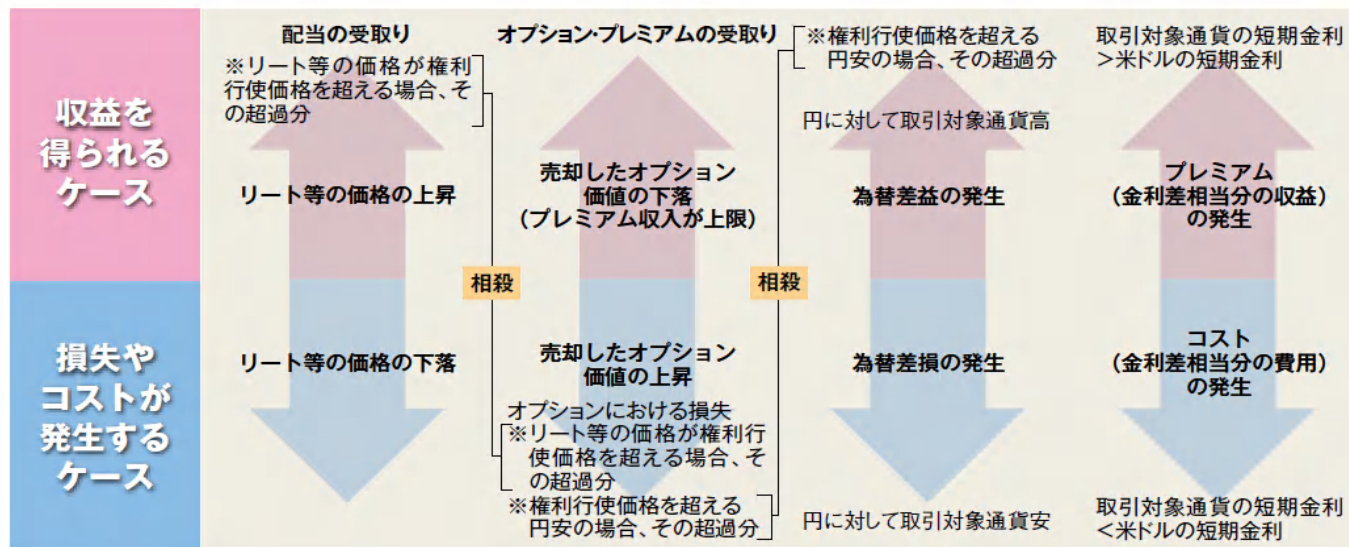 収益を
得られる
ケース
配当の受取り
※リート等の価格が権利
行使価格を超える場合、そ
の超過分
リート等の価格の上昇
オプション・プレミアムの受取り
売却したオプション
価値の下落
(プレミアム収入が上限)
※権利行使価格を超える
円安の場合、その超過分
円に対して取引対象通貨高
為替差益の発生
取引対象通貨の短期金利
>米ドルの短期金利
プレミアム
(金利差相当分の収益)
の発生
相殺
相殺
損失や
コストが
発生する
ケース
リート等の価格の下落
売却したオプション
価値の上昇
オプションにおける損失
※リート等の価格が権利行
使価格を超える場合、そ
の超過分
※権利行使価格を超える
円安の場合、その超過分
為替差損の発生
円に対して取引対象通貨安
コスト
(金利差相当分の費用)
の発生
取引対象通貨の短期金利
<米ドルの短期金利